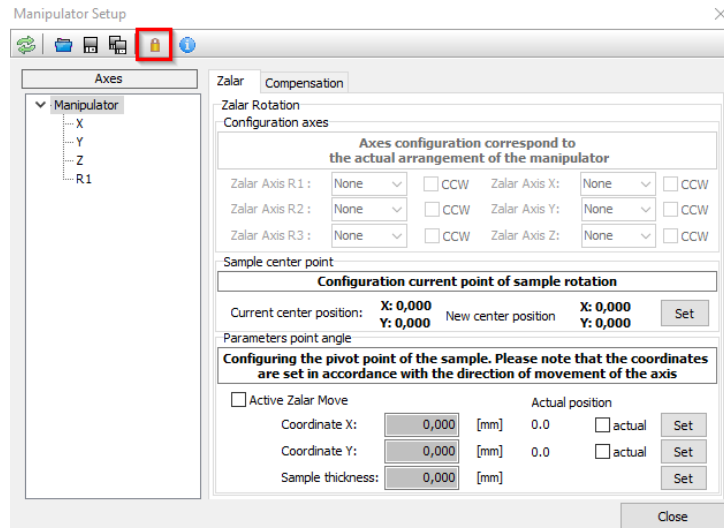 Manipulator Setup
Axes
Manipulator
X
Y
Z
R1
Zalar Compensation
Zalar Rotation
Configuration axes
Axes configuration correspond to
the actual arrangement of the manipulator
Zalar Axis R1 : None CCW Zalar Axis X: None CCW
Zalar Axis R2 : None CCW Zalar Axis Y: None CCW
Zalar Axis R3 : None CCW Zalar Axis Z: None CCW
Sample center point
Configuration current point of sample rotation
Current center position: X: 0,000 New center position X: 0,000 Set
Y: 0,000 Y: 0,000
Parameters point angle
Configuring the pivot point of the sample. Please note that the coordinates
are set in accordance with the direction of movement of the axis
Active Zalar Move Actual position
Coordinate X: 0,000 [mm] 0.0 actual Set
Coordinate Y: 0,000 [mm] 0.0 actual Set
Sample thickness: 0,000 [mm] Set
Close